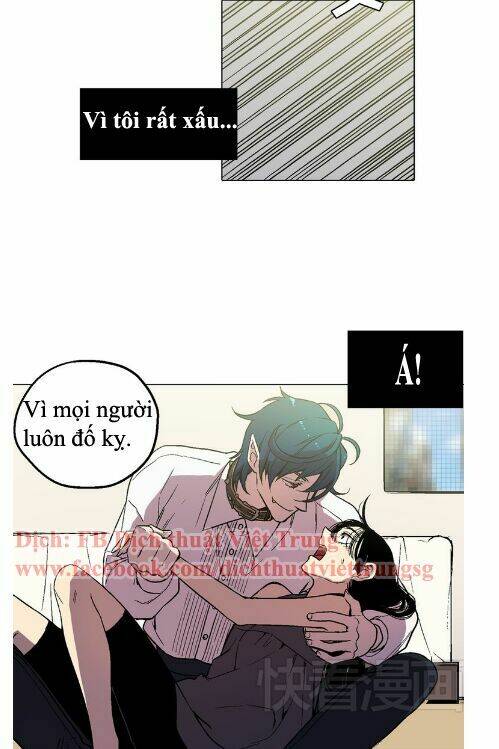 Vì tôi rất xấu...
Á!
Vì mọi người
luôn đố kỵ.
Dịch: FB Dịch thuật Việt Trung
www.facebook.com/dichthuatviettrungsg
快看漫画